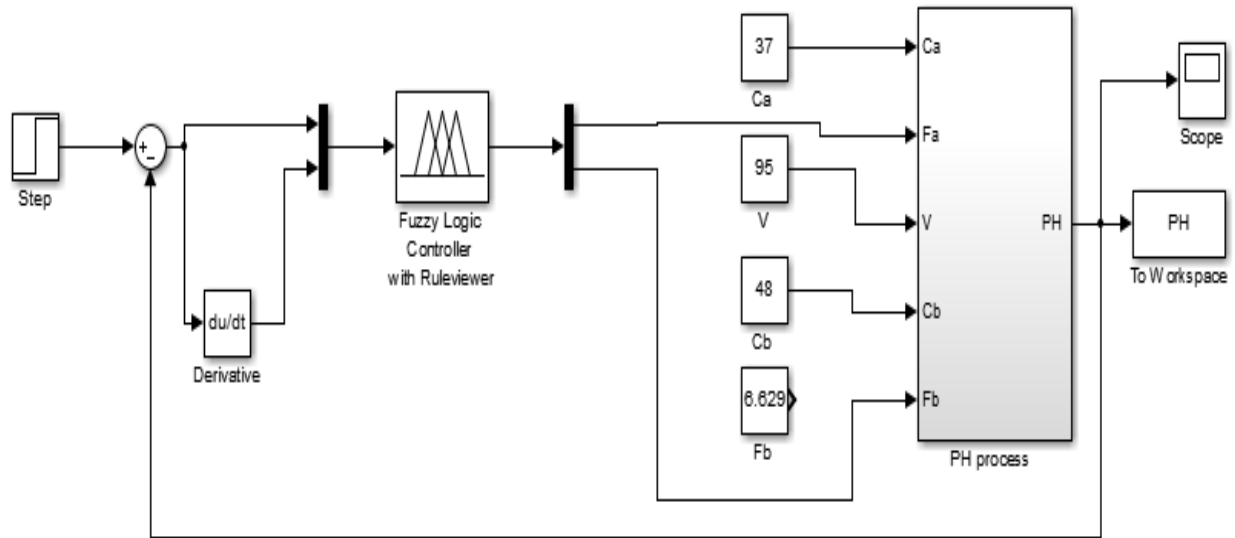 Step
+
−
du/dt
Derivative
Fuzzy Logic
Controller
with Ruleviewer
37
Ca
95
V
48
Cb
6.629
Fb
Ca
Fa
V
Cb
Fb
PH
PH process
Scope
PH
To Workspace